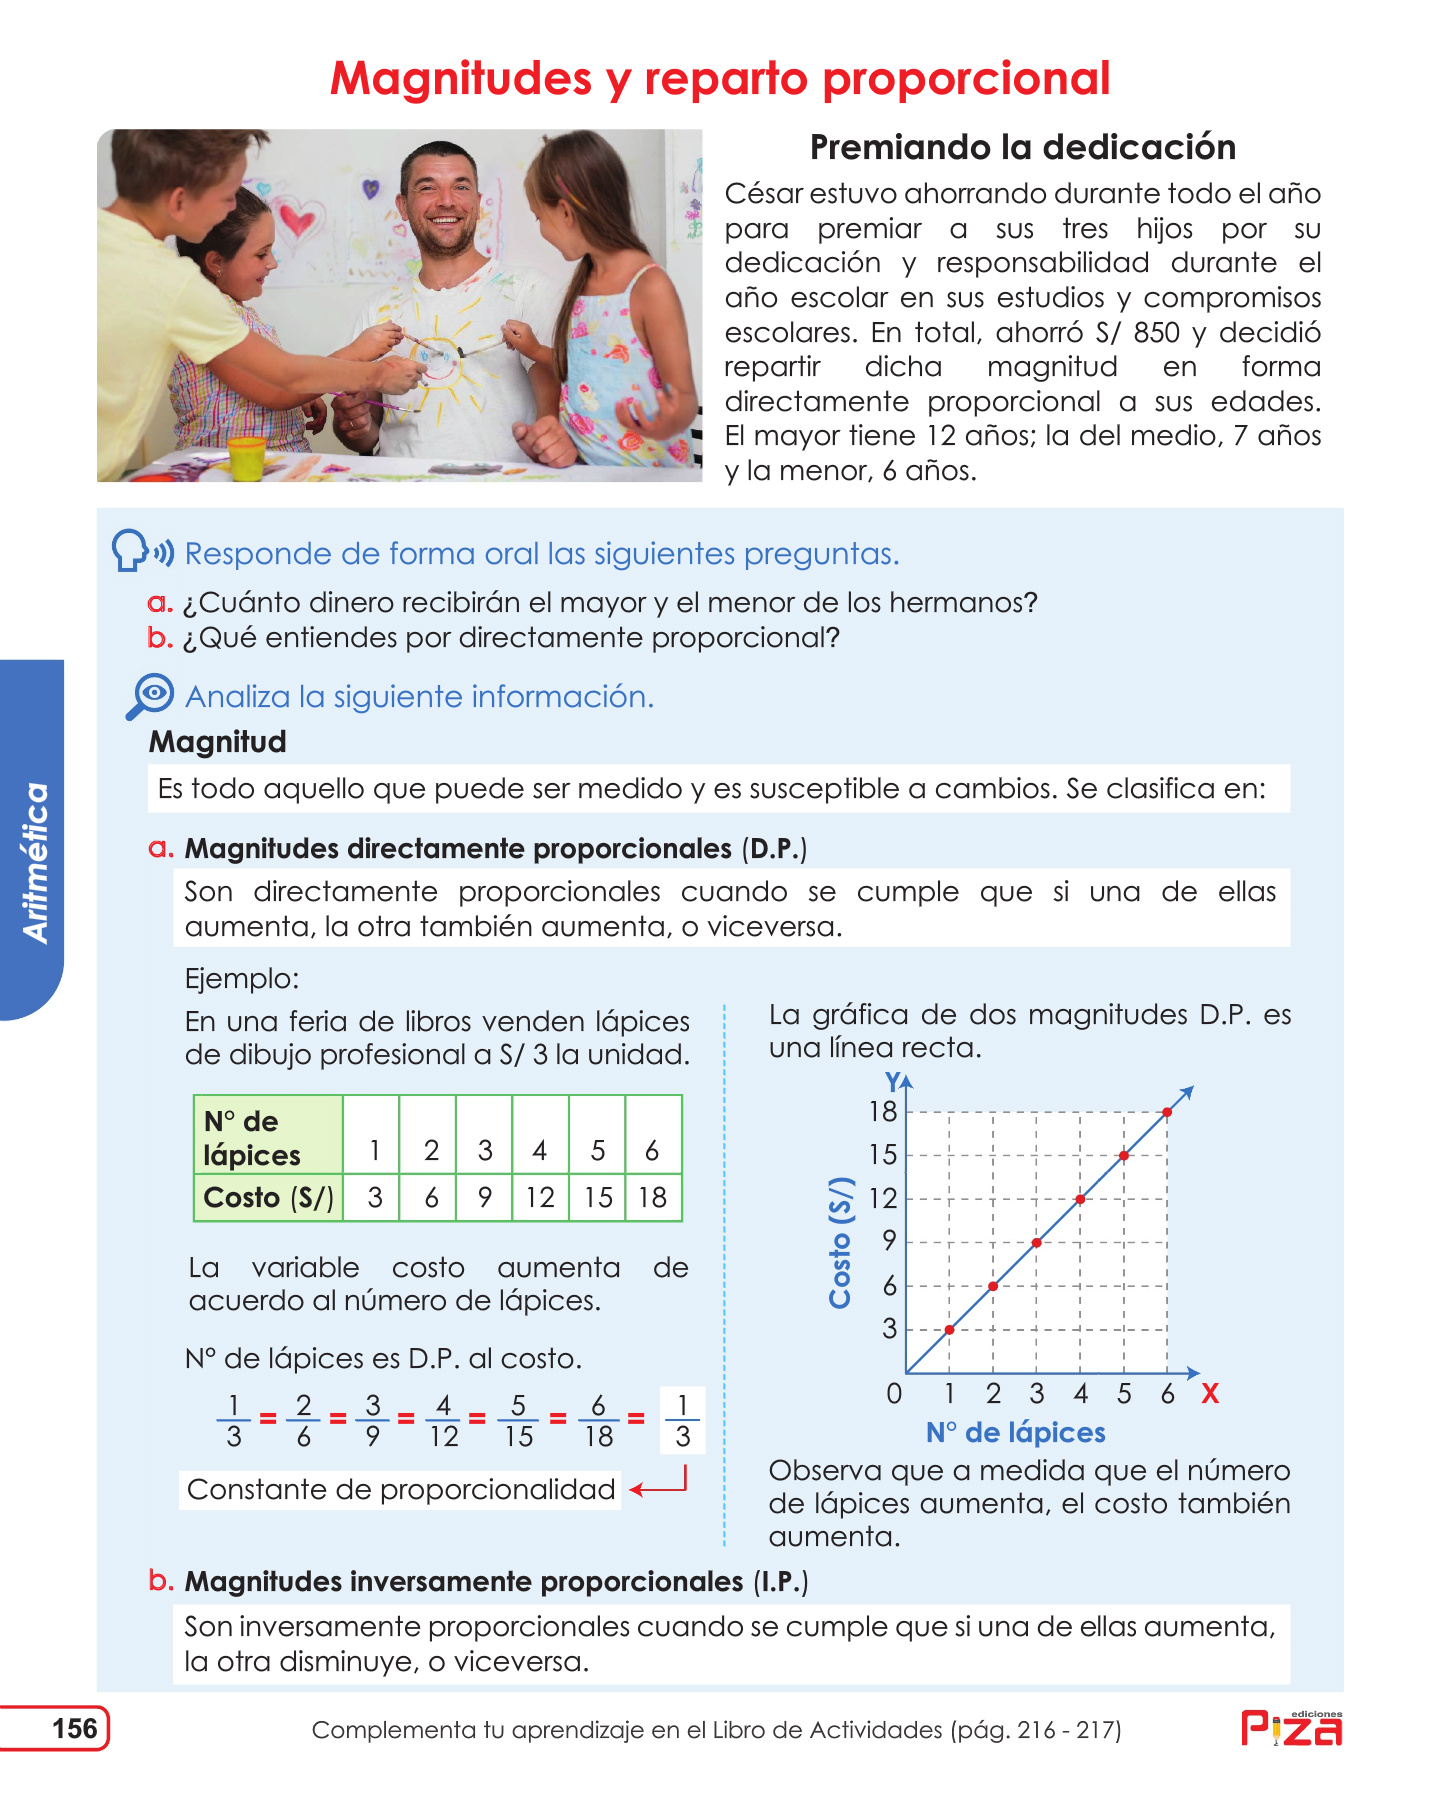 Magnitudes y reparto proporcional
Premiando la dedicación
César estuvo ahorrando durante todo el año
para premiar a sus tres hijos por su
dedicación y responsabilidad durante el
año escolar en sus estudios y compromisos
escolares. En total, ahorró S/ 850 y decidió
repartir dicha magnitud en forma
directamente proporcional a sus edades.
El mayor tiene 12 años; la del medio, 7 años
y la menor, 6 años.
Responde de forma oral las siguientes preguntas.
a. ¿Cuánto dinero recibirán el mayor y el menor de los hermanos?
b. ¿Qué entiendes por directamente proporcional?
Analiza la siguiente información.
Magnitud
Es todo aquello que puede ser medido y es susceptible a cambios. Se clasifica en:
Aritmética
a. Magnitudes directamente proporcionales (D.P.)
Son directamente proporcionales cuando se cumple que si una de ellas
aumenta, la otra también aumenta, o viceversa.
Ejemplo:
En una feria de libros venden lápices
de dibujo profesional a S/ 3 la unidad.
N° de
lápices 1 2 3 4 5 6
Costo (S/) 3 6 9 12 15 18
La variable costo aumenta de
acuerdo al número de lápices.
N° de lápices es D.P. al costo.
1/3 = 2/6 = 3/9 = 4/12 = 5/15 = 6/18 = 1/3
Constante de proporcionalidad
La gráfica de dos magnitudes D.P. es
una línea recta.
Y
18
15
12
9
6
3
Costo (S/)
0 1 2 3 4 5 6 X
N° de lápices
Observa que a medida que el número
de lápices aumenta, el costo también
aumenta.
b. Magnitudes inversamente proporcionales (I.P.)
Son inversamente proporcionales cuando se cumple que si una de ellas aumenta,
la otra disminuye, o viceversa.
156
Complementa tu aprendizaje en el Libro de Actividades (pág. 216 - 217)
ediciones
Piza